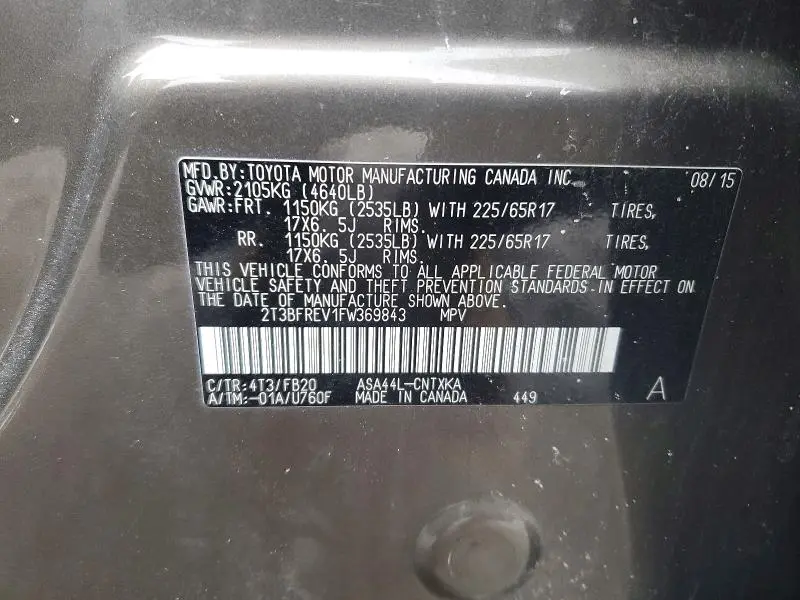 MFD.BY:TOYOTA MOTOR MANUFACTURING CANADA INC. 08/15
GVWR:2105KG (4640LB)
GAWR:FRT. 1150KG (2535LB) WITH 225/65R17 TIRES,
17X6.5J RIMS.
RR. 1150KG (2535LB) WITH 225/65R17 TIRES,
17X6.5J RIMS.
THIS VEHICLE CONFORMS TO ALL APPLICABLE FEDERAL MOTOR
VEHICLE SAFETY AND THEFT PREVENTION STANDARDS IN EFFECT ON
THE DATE OF MANUFACTURE SHOWN ABOVE.
2T3BFREV1FW369843 MPV
C/TR:4T3/FB20 ASA44L-CNTXKA
A/TM:-01A/U760F MADE IN CANADA 449 A